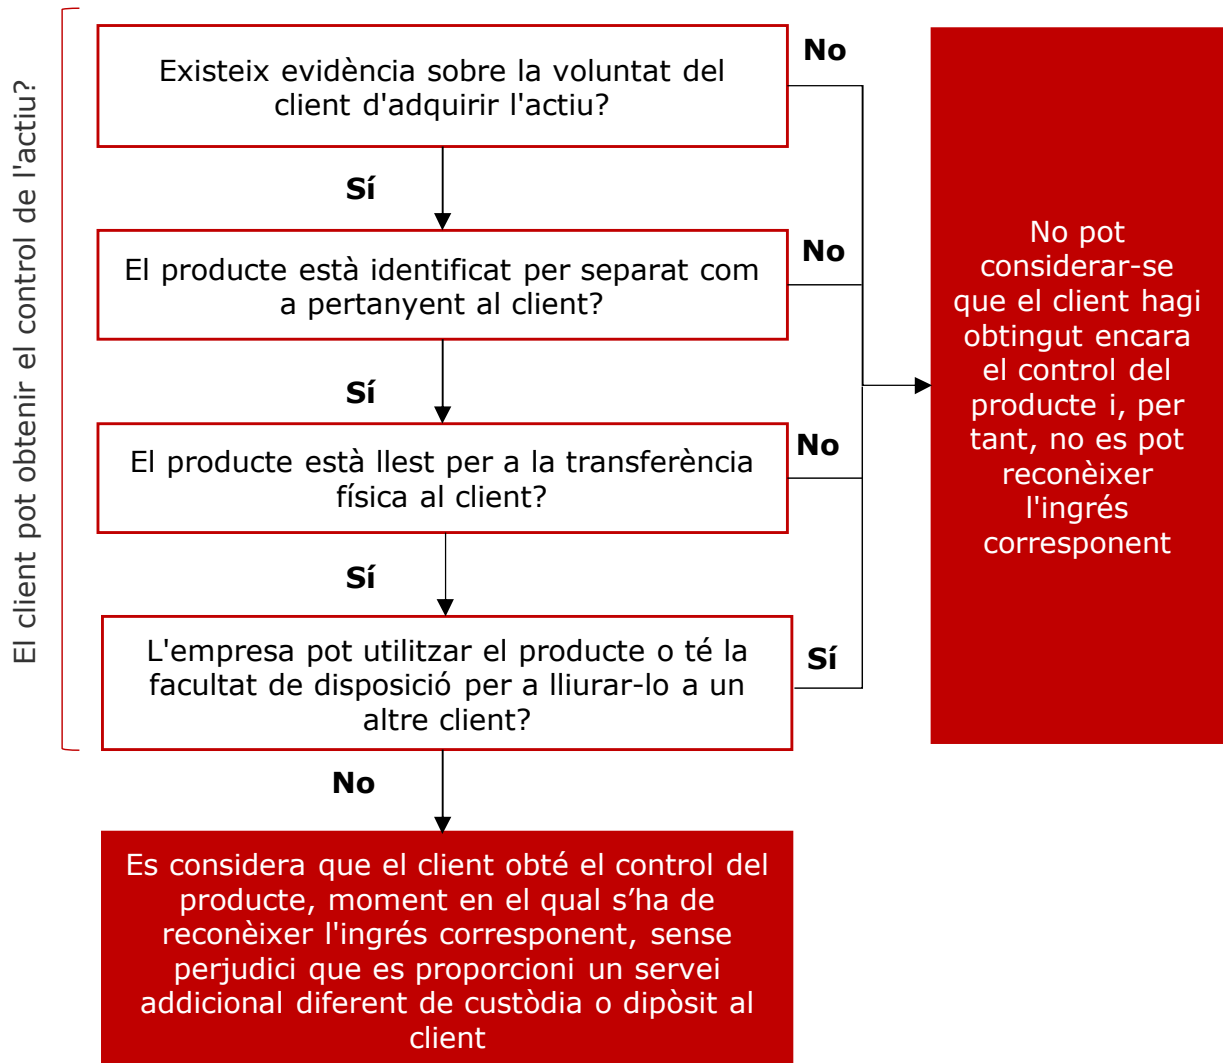 El client pot obtenir el control de l'actiu?
Existeix evidència sobre la voluntat del
client d'adquirir l'actiu?
No
Sí
El producte està identificat per separat com
a pertanyent al client?
No
Sí
El producte està llest per a la transferència
física al client?
No
Sí
L'empresa pot utilitzar el producte o té la
facultat de disposició per a lliurar-lo a un
altre client?
Sí
No
No pot
considerar-se
que el client hagi
obtingut encara
el control del
producte i, per
tant, no es pot
reconèixer
l'ingrés
corresponent
Es considera que el client obté el control del
producte, moment en el qual s’ha de
reconèixer l'ingrés corresponent, sense
perjudici que es proporcioni un servei
addicional diferent de custòdia o dipòsit al
client